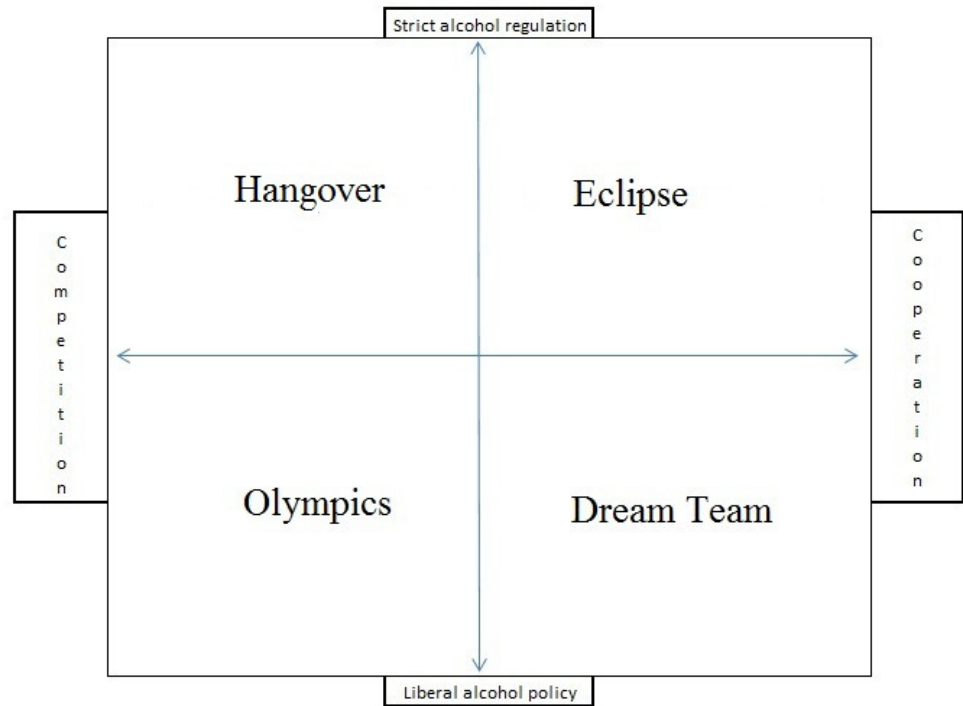 Strict alcohol regulation
Hangover
Eclipse
Competition
Cooperation
Olympics
Dream Team
Liberal alcohol policy